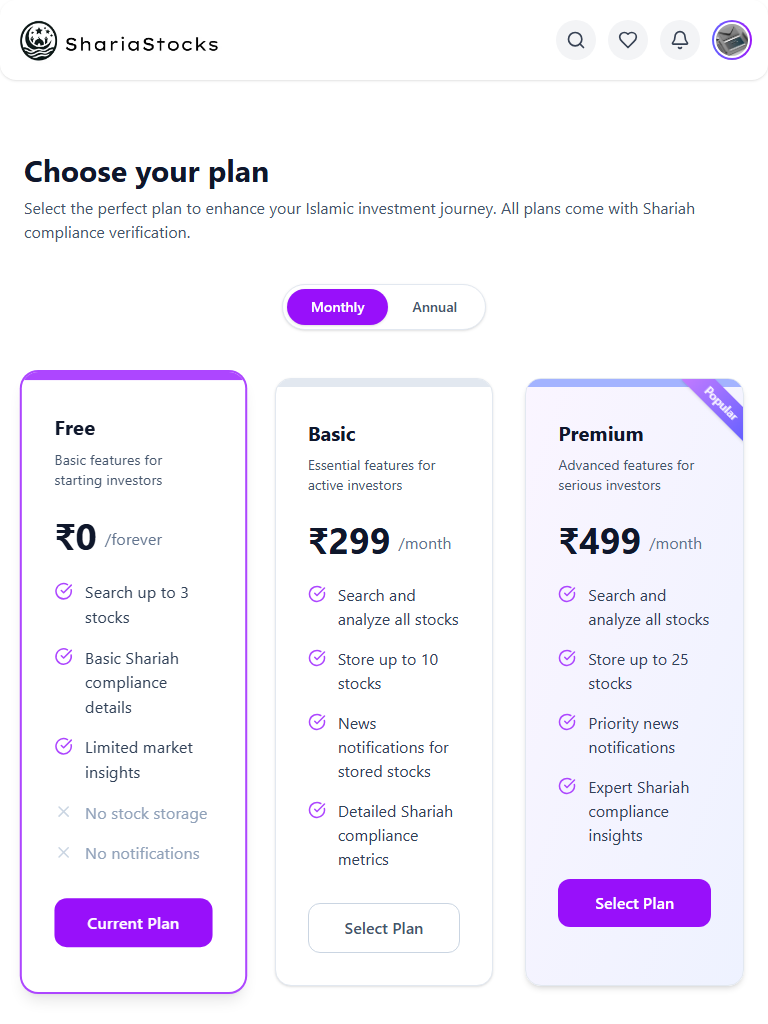 ShariaStocks
Choose your plan
Select the perfect plan to enhance your Islamic investment journey. All plans come with Shariah
compliance verification.
Monthly
Annual
Free
Basic features for
starting investors
₹0 /forever
Search up to 3
stocks
Basic Shariah
compliance
details
Limited market
insights
No stock storage
No notifications
Current Plan
Basic
Essential features for
active investors
₹299 /month
Search and
analyze all stocks
Store up to 10
stocks
News
notifications for
stored stocks
Detailed Shariah
compliance
metrics
Select Plan
Popular
Premium
Advanced features for
serious investors
₹499 /month
Search and
analyze all stocks
Store up to 25
stocks
Priority news
notifications
Expert Shariah
compliance
insights
Select Plan